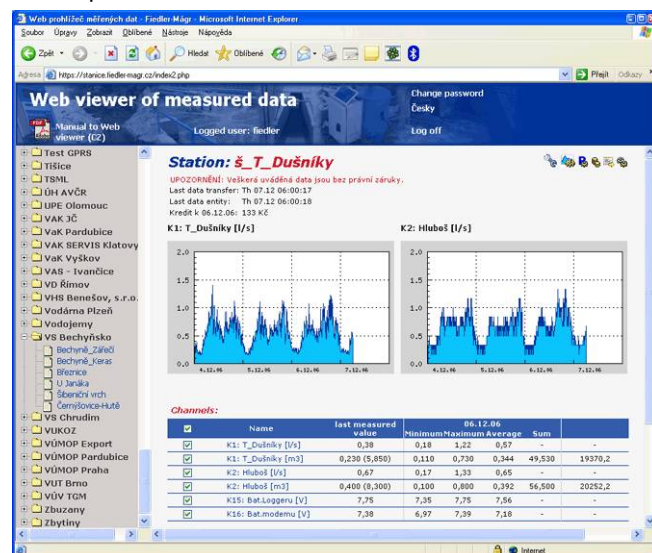 Web prohlížeč měřených dat - Fiedler-Mágr - Microsoft Internet Explorer
Soubor Úpravy Zobrazit Oblíbené Nástroje Nápověda
Zpět Hledat Oblíbené
Adresa https://stanice.fiedler-magr.cz/index2.php Přejít Odkazy
Web viewer of measured data
Change password
Česky
Manual to Web viewer (CZ)
Logged user: fiedler
Log off
Test GPRS
Tišice
TSML
ÚH AVČR
UPE Olomouc
VAK JČ
VaK Pardubice
VAK SERVIS Klatovy
VaK Vyškov
VAS - Ivančice
VD Římov
VHS Benešov, s.r.o.
Vodárna Plzeň
Vodojemy
VS Bechyňsko
Bechyně_Zářečí
Bechyně_Keras
Březnice
U Janáka
Šibeniční vrch
Černýšovice-Hutě
VS Chrudim
VUKOZ
VÚMOP Export
VÚMOP Pardubice
VÚMOP Praha
VUT Brno
VÚV TGM
Zbuzany
Zbytiny
Station: š_T_Dušníky
UPOZORNĚNÍ: Veškerá uváděná data jsou bez právní záruky.
Last data transfer: Th 07.12 06:00:17
Last data entity: Th 07.12 06:00:18
Kredit k 06.12.06: 133 Kč
K1: T_Dušníky [l/s] K2: Hluboš [l/s]
2.0 2.0
1.5 1.5
1.0 1.0
0.5 0.5
0.0 0.0
4.12.06 5.12.06 6.12.06 7.12.06 4.12.06 5.12.06 6.12.06 7.12.06
Channels:
Name last measured value 06.12.06
Minimum Maximum Average Sum
K1: T_Dušníky [l/s] 0,38 0,18 1,22 0,57 - -
K1: T_Dušníky [m3] 0,230 (5,850) 0,110 0,730 0,344 49,530 19370,2
K2: Hluboš [l/s] 0,67 0,17 1,33 0,65 - -
K2: Hluboš [m3] 0,400 (8,300) 0,100 0,800 0,392 56,500 20252,2
K15: Bat.Loggeru [V] 7,75 7,35 7,75 7,56 - -
K16: Bat.modemu [V] 7,38 6,97 7,39 7,18 - -
Internet